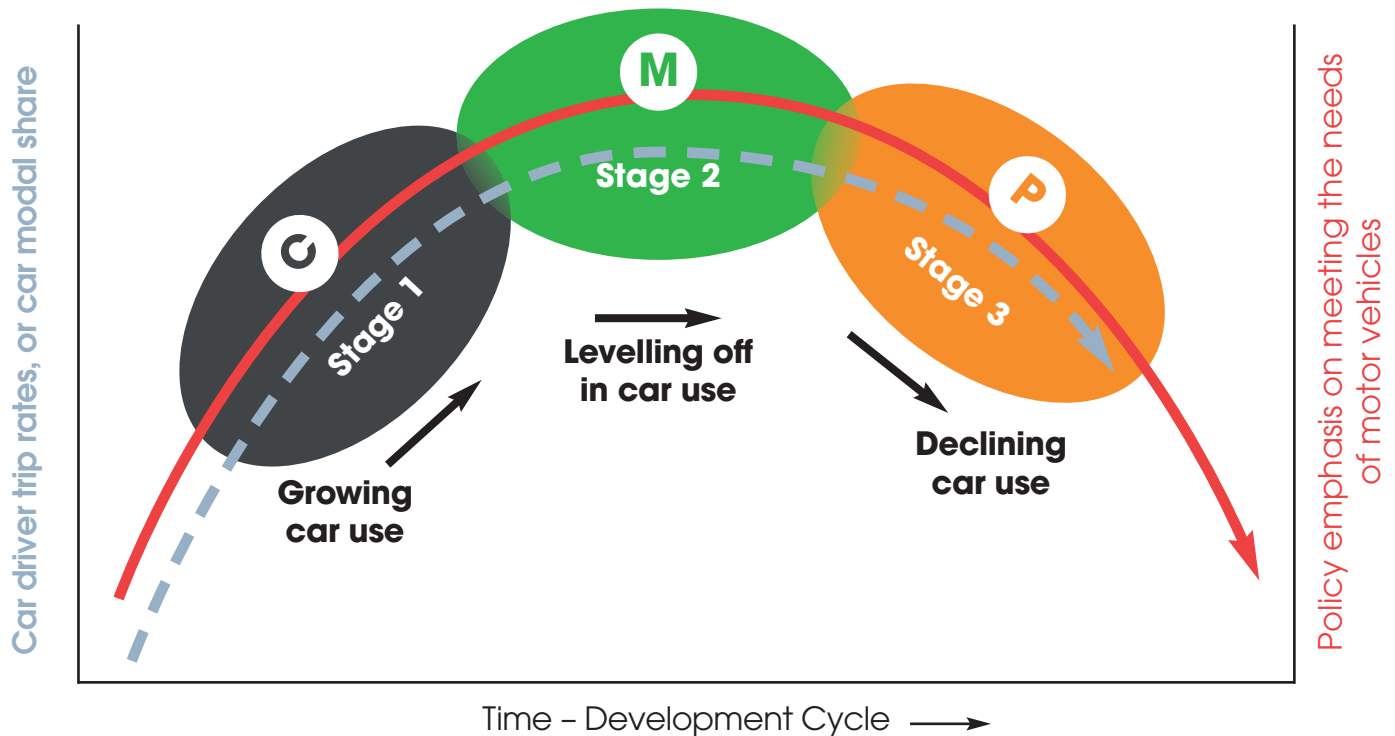 Car driver trip rates, or car modal share
C
Stage 1
M
Stage 2
P
Stage 3
Growing
car use
Levelling off
in car use
Declining
car use
Policy emphasis on meeting the needs
of motor vehicles
Time – Development Cycle